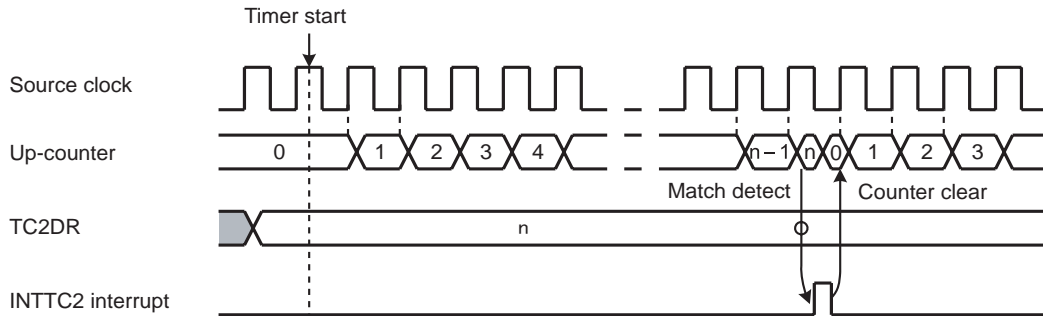 Timer start
Source clock
Up-counter
0
1
2
3
4
n–1
n
0
1
2
3
Match detect
Counter clear
TC2DR
n
INTTC2 interrupt